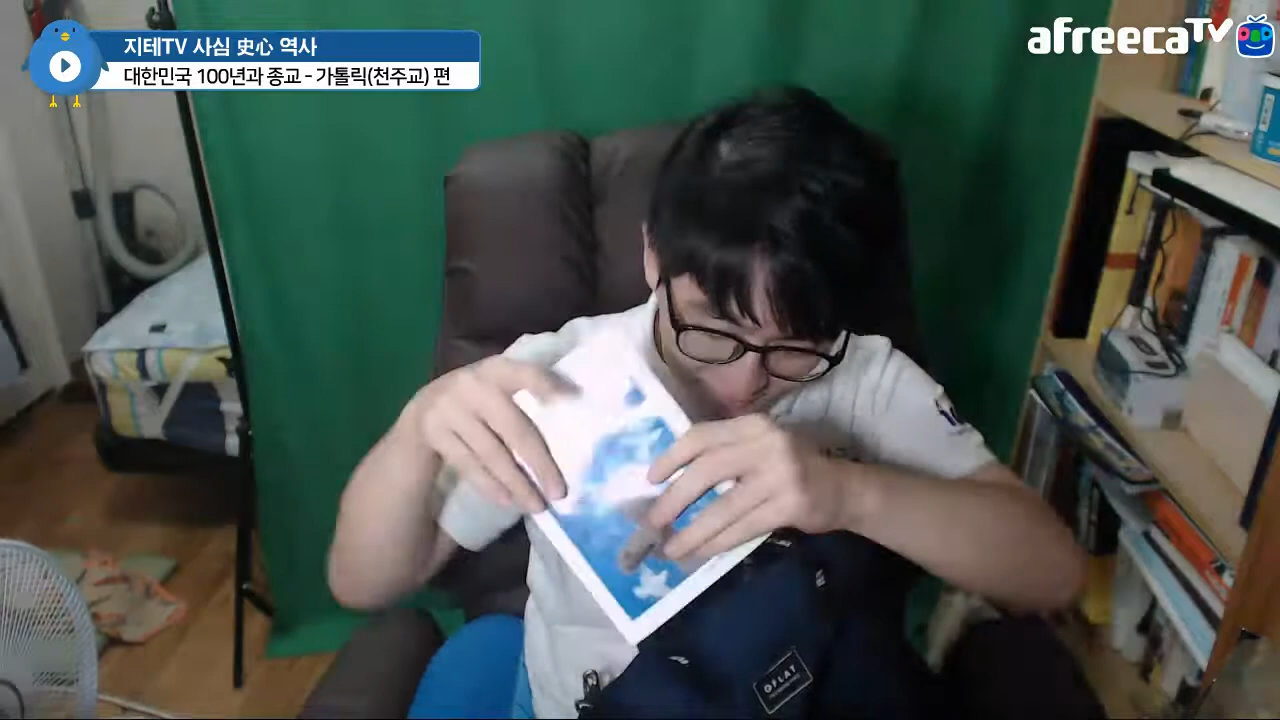 지테TV 사심 史心 역사
대한민국 100년과 종교 - 가톨릭(천주교) 편
afreecaTV
OFLAT